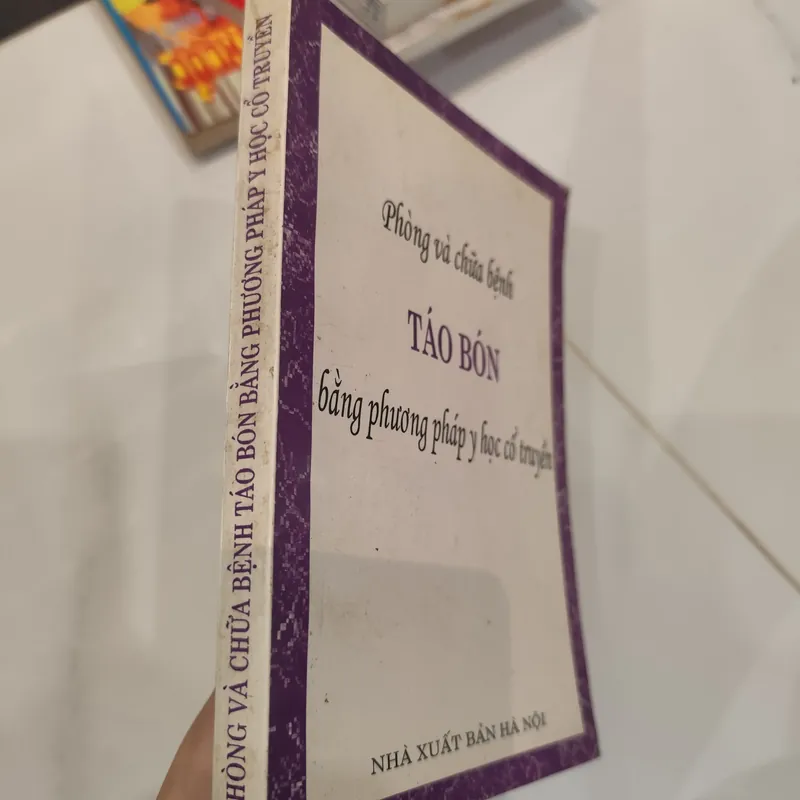 HÒNG VÀ CHỮA BỆNH TÁO BÓN BẰNG PHƯƠNG PHÁP Y HỌC CỔ TRUYỀN
Phòng và chữa bệnh
TÁO BÓN
bằng phương pháp y học cổ truyền
NHÀ XUẤT BẢN HÀ NỘI